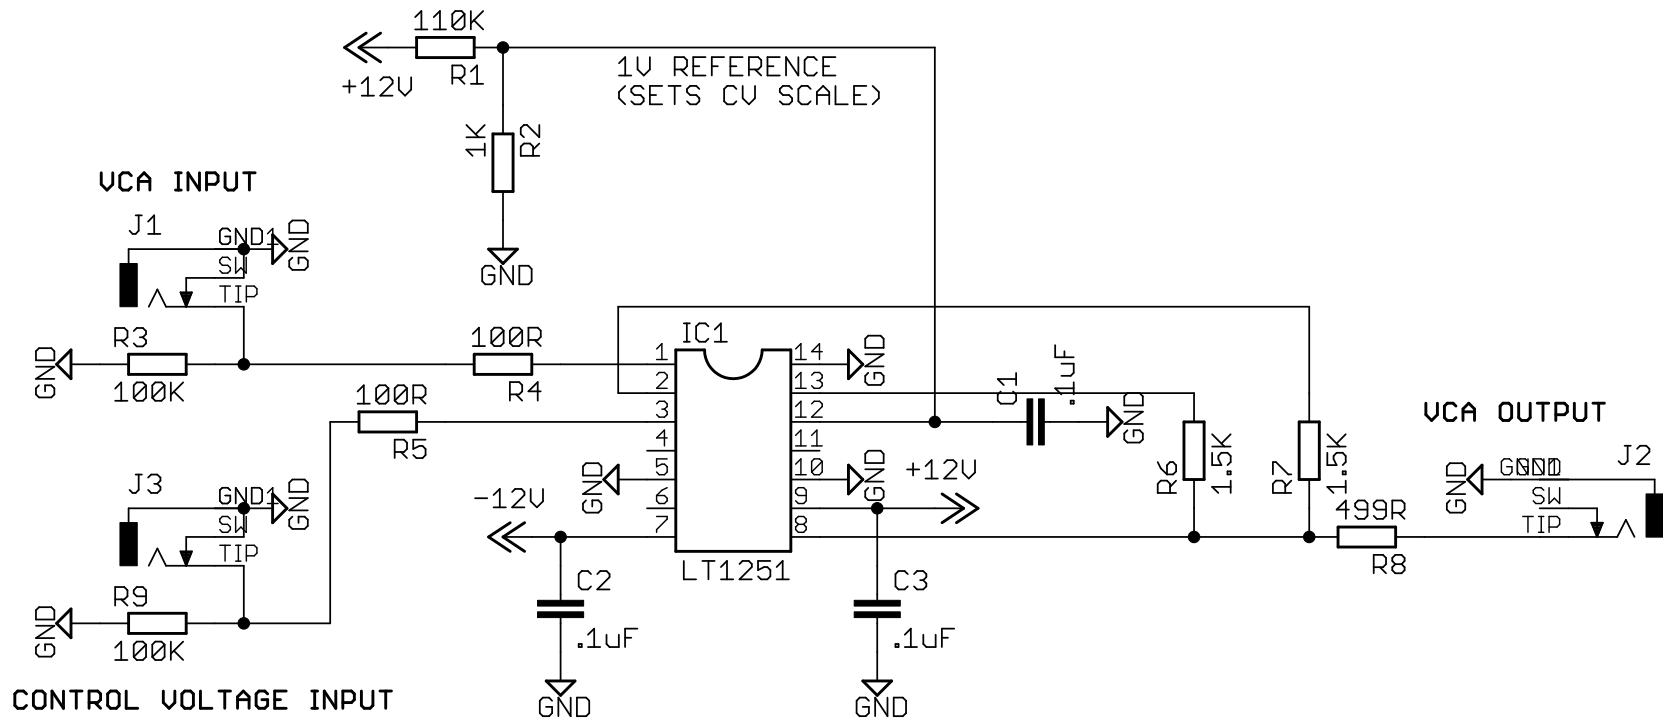 110K
R1
+12V
1V REFERENCE
(SETS CV SCALE)
1K
R2
GND
VCA INPUT
J1
GND1
GND
SW
TIP
R3
GND
100K
100R
R4
100R
R5
IC1
1
2
3
4
5
6
7
14
13
12
11
10
9
8
LT1251
GND
GND
GND
C1
.1uF
GND
+12V
-12V
R6
1.5K
R7
1.5K
VCA OUTPUT
J2
GND
SW
TIP
499R
R8
J3
GND1
GND
SW
TIP
R9
GND
100K
C2
.1uF
GND
C3
.1uF
GND
CONTROL VOLTAGE INPUT